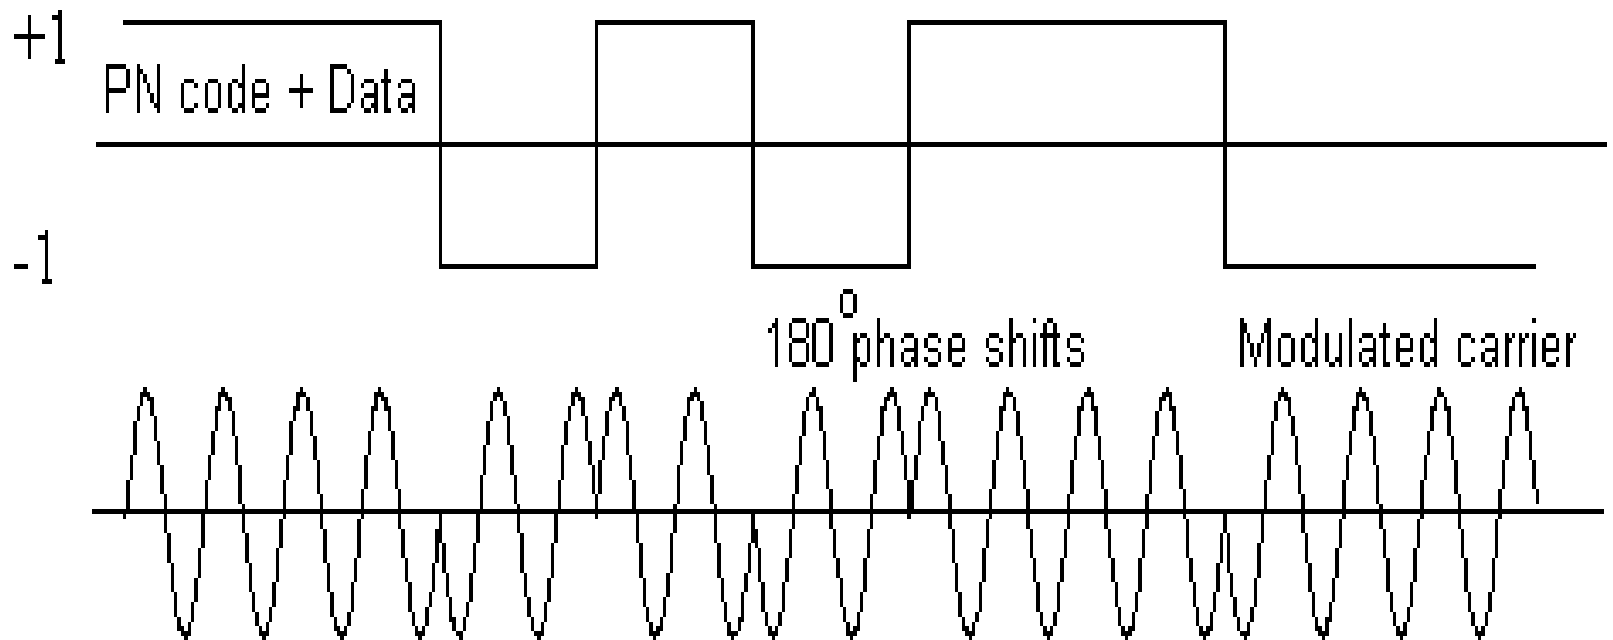 +1
PN code + Data
-1
180° phase shifts
Modulated carrier